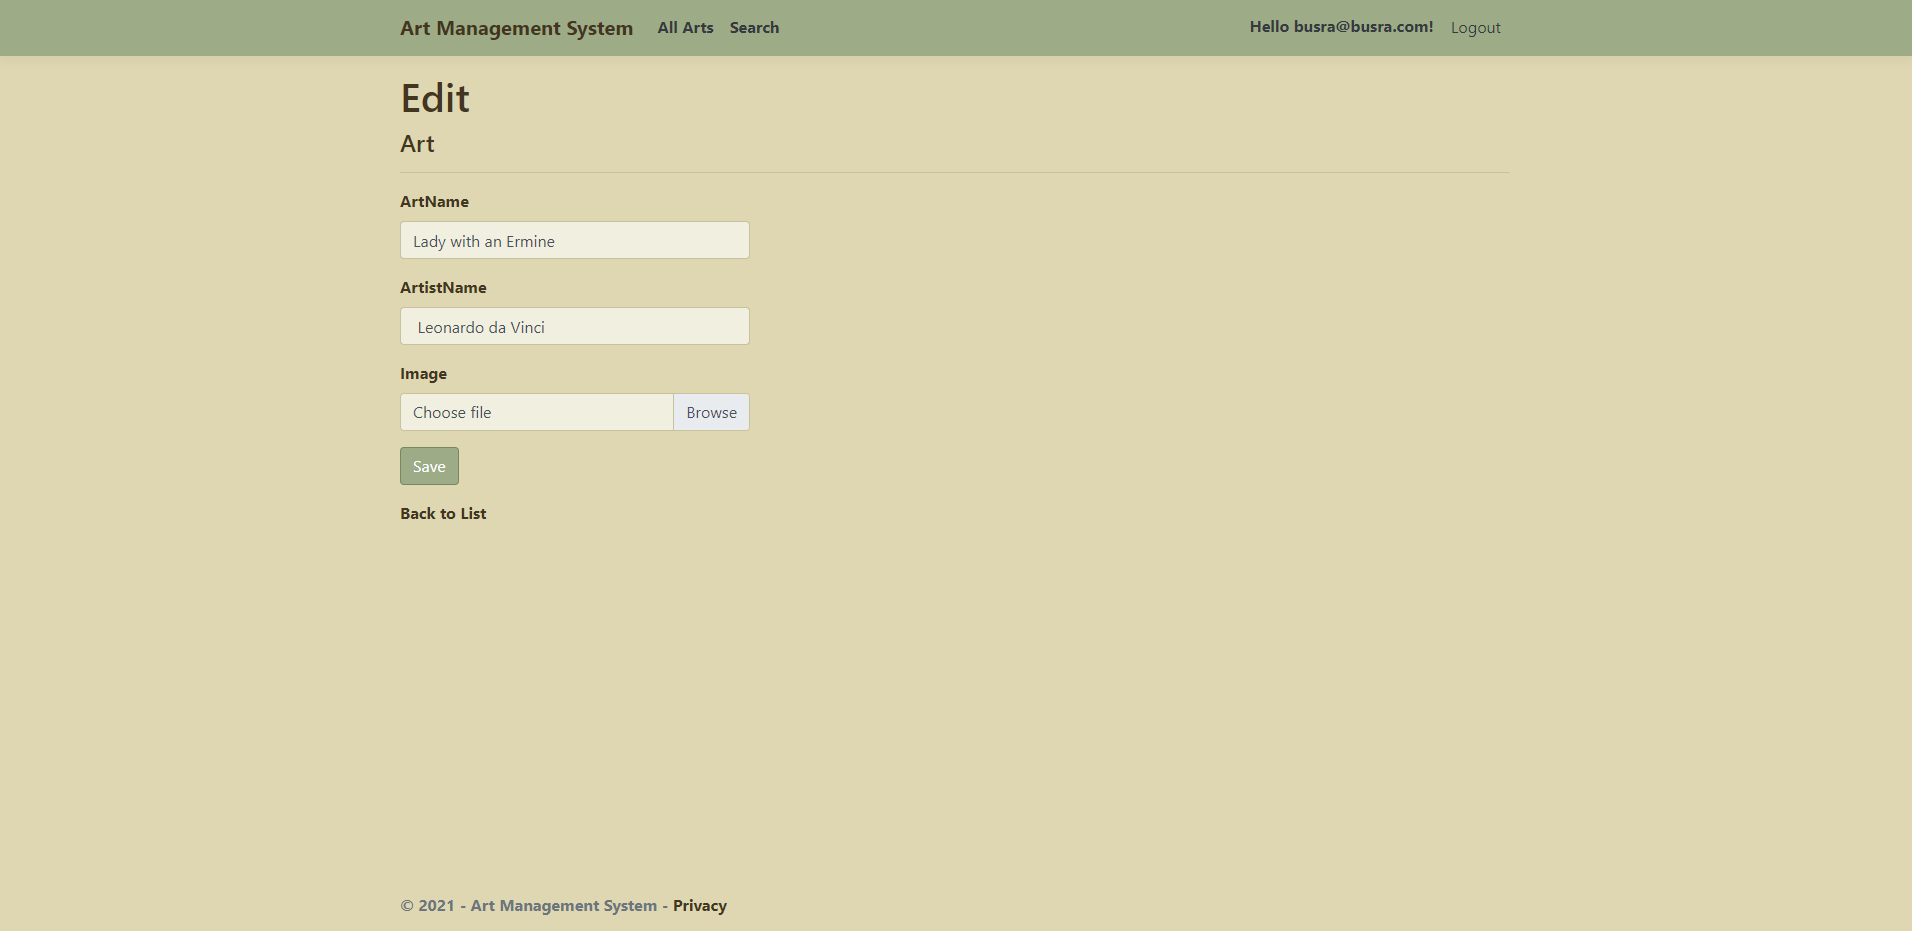 Art Management System All Arts Search Hello busra@busra.com! Logout
Edit
Art
ArtName
Lady with an Ermine
ArtistName
Leonardo da Vinci
Image
Choose file Browse
Save
Back to List
© 2021 - Art Management System - Privacy